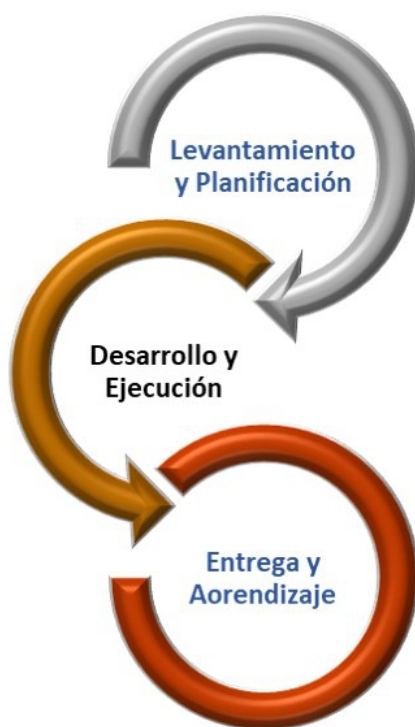 Levantamiento
y Planificación
Desarrollo y
Ejecución
Entrega y
Aorendizaje